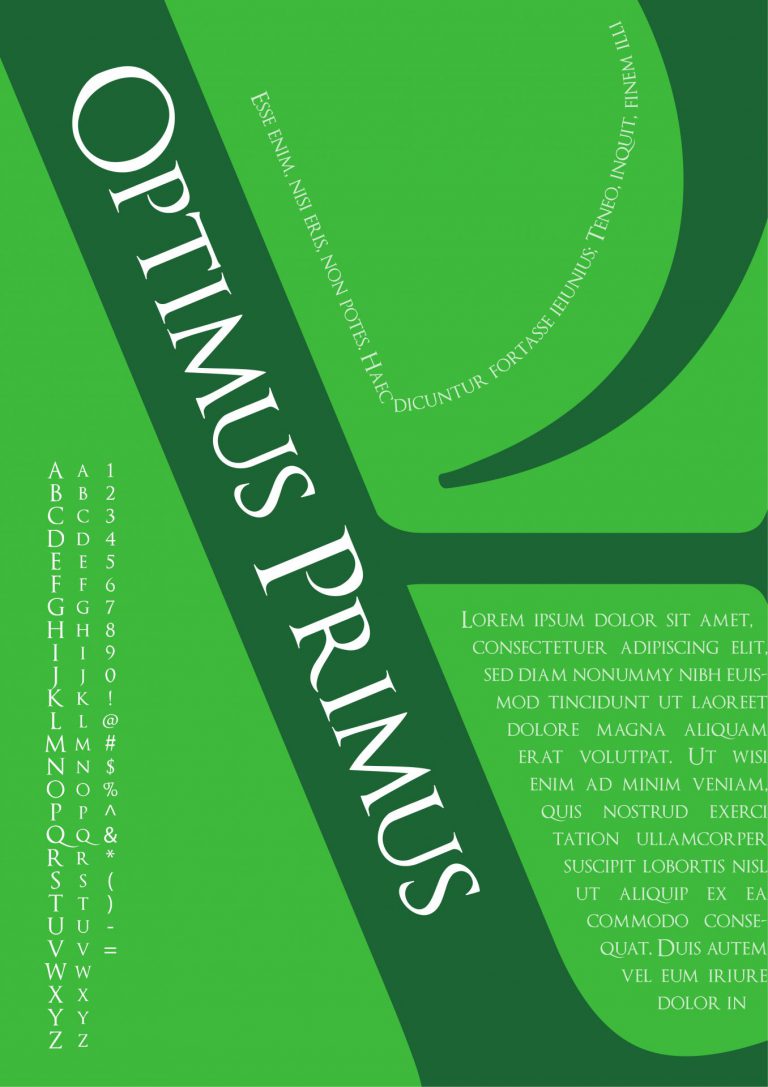 Optimus Primus
Esse enim, nisi eris, non potes. Haec dicuntur fortasse ieiunius; Teneo, inquit, finem illi
A A 1
B B 2
C C 3
D D 4
E E 5
F F 6
G G 7
H H 8
I I 9
J J 0
K K !
L L @
M M #
N N $
O O %
P P ^
Q Q &
R R *
S S (
T T )
U U -
V V =
W W
X X
Y Y
Z Z
Lorem ipsum dolor sit amet,
consectetuer adipiscing elit,
sed diam nonummy nibh euis-
mod tincidunt ut laoreet
dolore magna aliquam
erat volutpat. Ut wisi
enim ad minim veniam,
quis nostrud exerci
tation ullamcorper
suscipit lobortis nisl
ut aliquip ex ea
commodo conse-
quat. Duis autem
vel eum iriure
dolor in